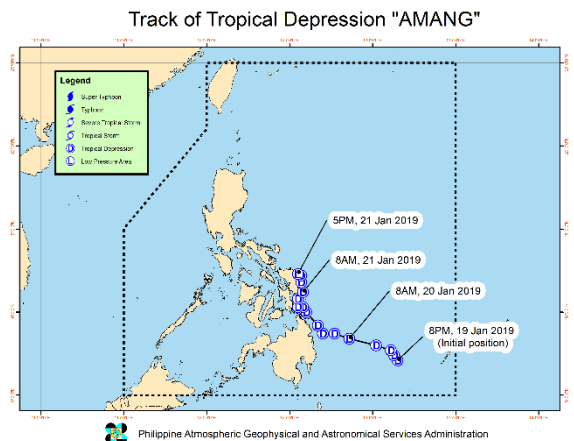 Track of Tropical Depression "AMANG"
Legend
Super Typhoon
Typhoon
Severe Tropical Storm
Tropical Storm
D Tropical Depression
L Low Pressure Area
5PM, 21 Jan 2019
8AM, 21 Jan 2019
8AM, 20 Jan 2019
8PM, 19 Jan 2019
(Initial position)
Philippine Atmospheric Geophysical and Astronomical Services Administration